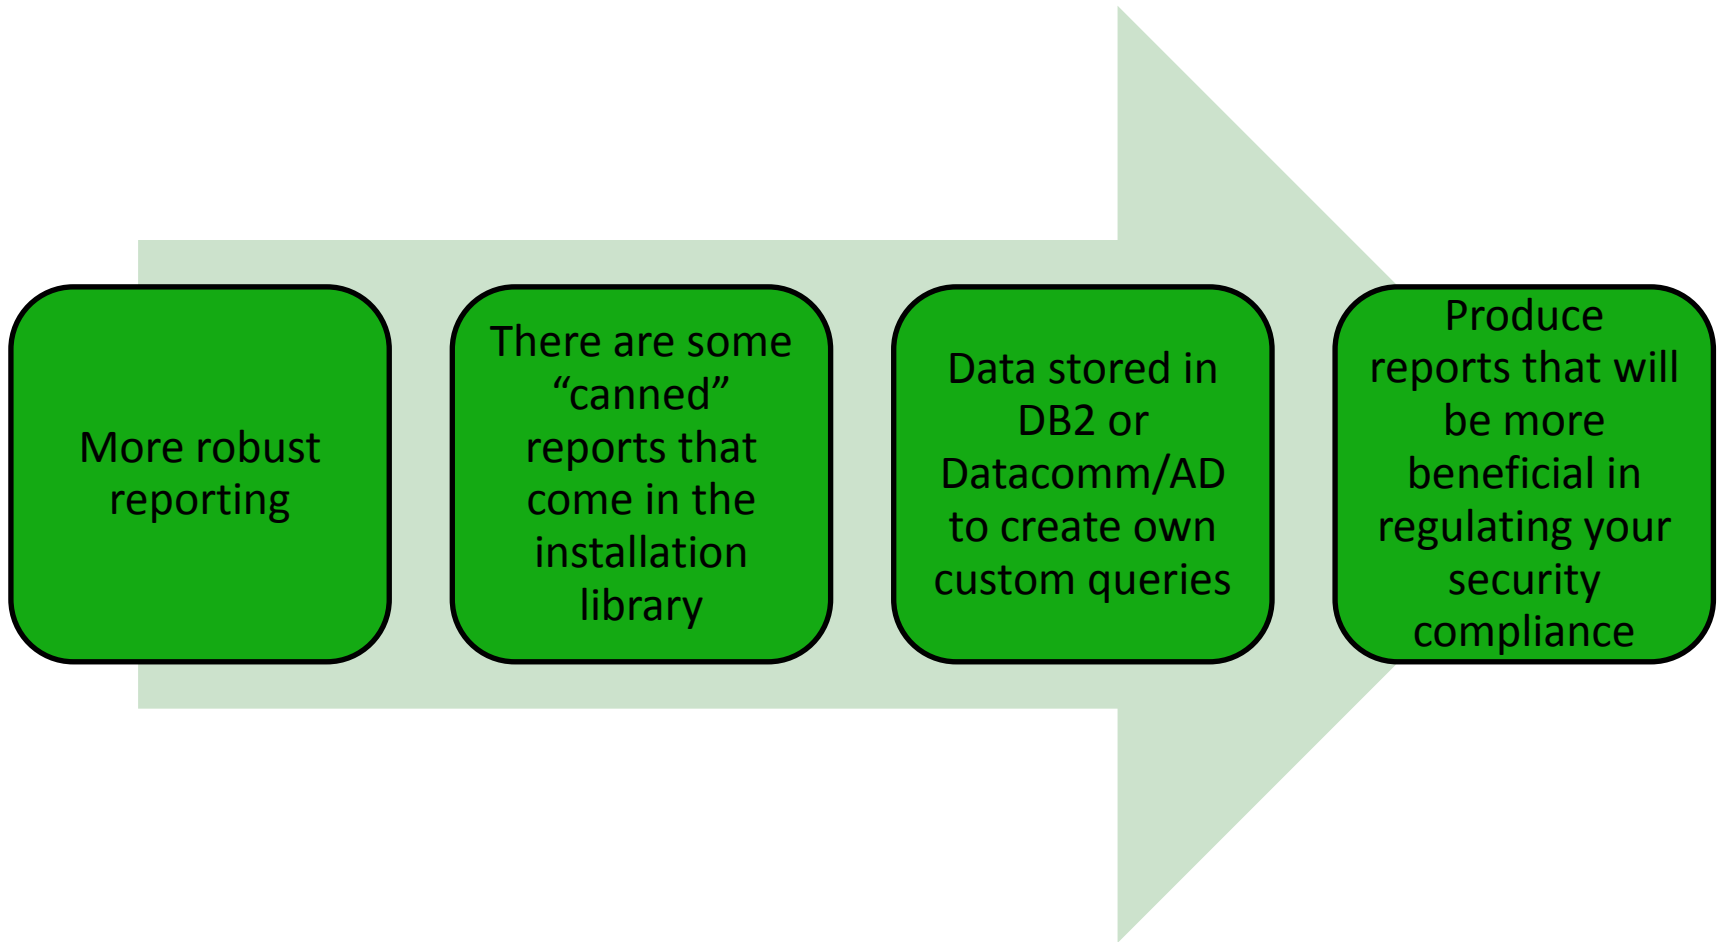 More robust
reporting
There are some
“canned”
reports that
come in the
installation
library
Data stored in
DB2 or
Datacomm/AD
to create own
custom queries
Produce
reports that will
be more
beneficial in
regulating your
security
compliance